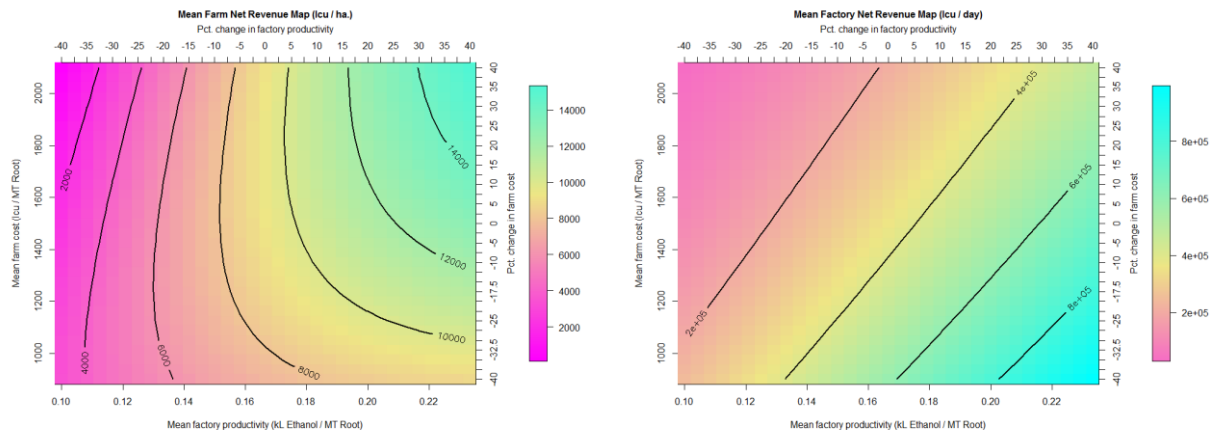 Mean Farm Net Revenue Map (lcu / ha.)
Pct. change in factory productivity
-40 -35 -30 -25 -20 -15 -10 -5 0 5 10 15 20 25 30 35 40
Mean farm cost (lcu / MT Root)
2000
1800
1600
1400
1200
1000
2000
4000
6000
8000
10000
12000
14000
40
35
30
25
20
15
10
5
0
-5
-10
-17.5
-25
-32.5
-40
Pct. change in farm cost
0.10 0.12 0.14 0.16 0.18 0.20 0.22
Mean factory productivity (kL Ethanol / MT Root)
14000
12000
10000
8000
6000
4000
2000
Mean Factory Net Revenue Map (lcu / day)
Pct. change in factory productivity
-40 -35 -30 -25 -20 -15 -10 -5 0 5 10 15 20 25 30 35 40
Mean farm cost (lcu / MT Root)
2000
1800
1600
1400
1200
1000
2e+05
4e+05
6e+05
8e+05
40
35
30
25
20
15
10
5
0
-5
-10
-17.5
-25
-32.5
-40
Pct. change in farm cost
0.10 0.12 0.14 0.16 0.18 0.20 0.22
Mean factory productivity (kL Ethanol / MT Root)
8e+05
6e+05
4e+05
2e+05